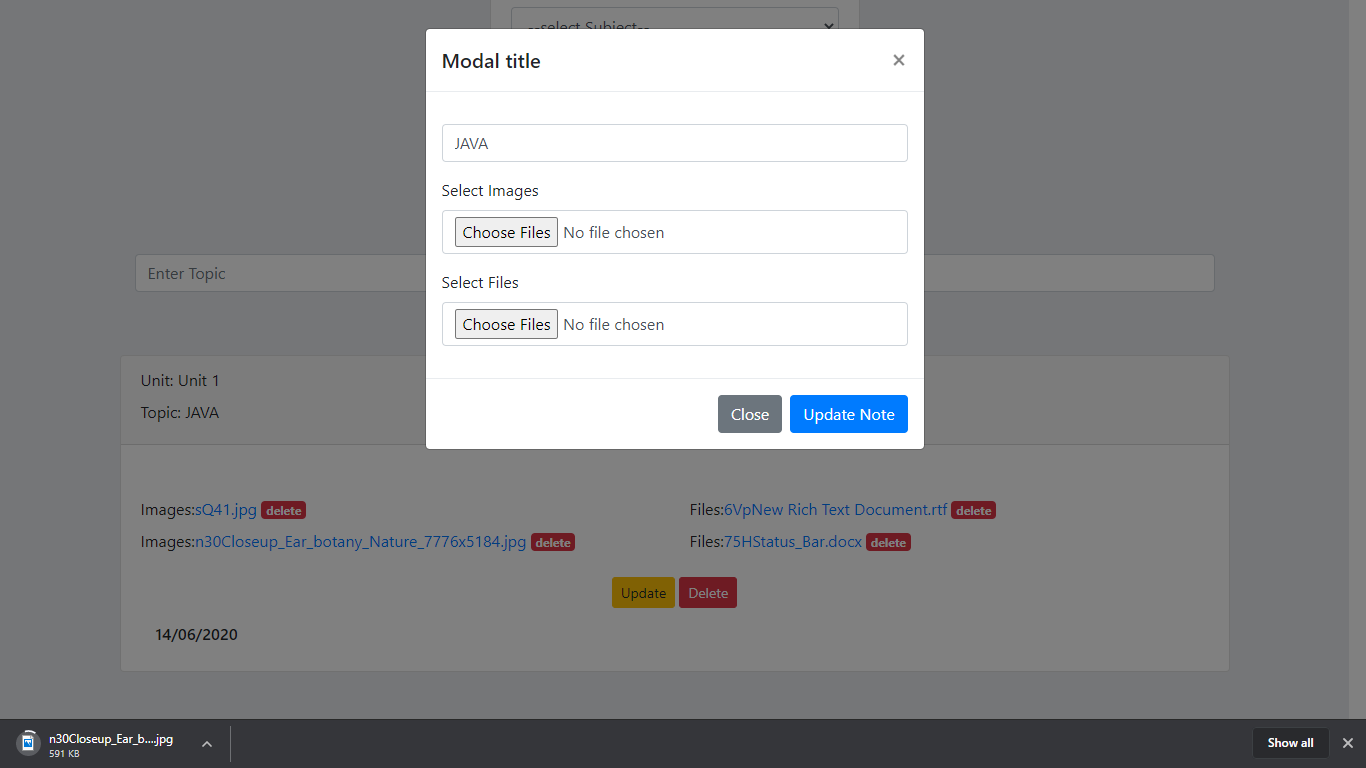 --select Subject--
Modal title
×
JAVA
Select Images
Choose Files No file chosen
Enter Topic
Select Files
Choose Files No file chosen
Unit: Unit 1
Topic: JAVA
Close Update Note
Images:sQ41.jpg delete Files:6VpNew Rich Text Document.rtf delete
Images:n30Closeup_Ear_botany_Nature_7776x5184.jpg delete Files:75HStatus_Bar.docx delete
Update Delete
14/06/2020
n30Closeup_Ear_b....jpg
591 KB
Show all